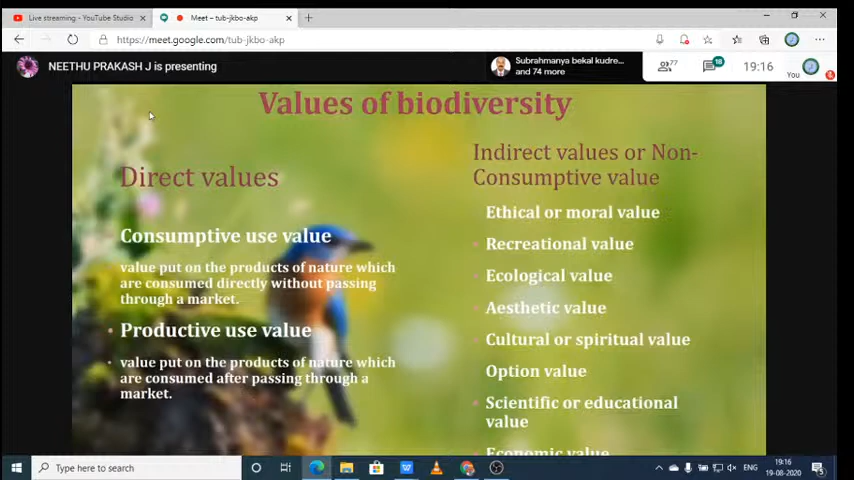 Live streaming - YouTube Studio
Meet – tub-jkbo-akp
https://meet.google.com/tub-jkbo-akp
NEETHU PRAKASH J is presenting
Subrahmanya bekal kudre...
and 74 more
77
18
19:16
You
Values of biodiversity
Direct values
Consumptive use value
value put on the products of nature which
are consumed directly without passing
through a market.
Productive use value
value put on the products of nature which
are consumed after passing through a
market.
Indirect values or Non-
Consumptive value
Ethical or moral value
Recreational value
Ecological value
Aesthetic value
Cultural or spiritual value
Option value
Scientific or educational
value
Economic value
Type here to search
ENG
19:16
19-08-2020